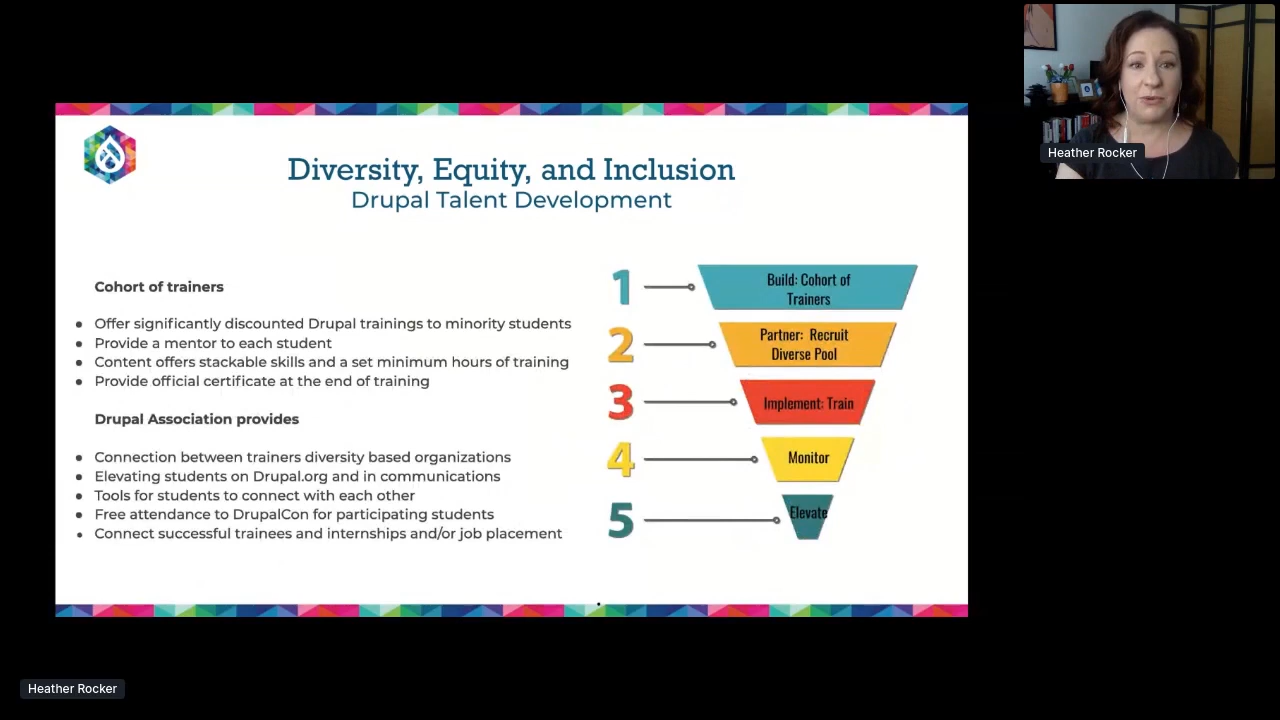 Heather Rocker
Diversity, Equity, and Inclusion
Drupal Talent Development
Cohort of trainers
Offer significantly discounted Drupal trainings to minority students
Provide a mentor to each student
Content offers stackable skills and a set minimum hours of training
Provide official certificate at the end of training
Drupal Association provides
Connection between trainers diversity based organizations
Elevating students on Drupal.org and in communications
Tools for students to connect with each other
Free attendance to DrupalCon for participating students
Connect successful trainees and internships and/or job placement
1
Build: Cohort of
Trainers
2
Partner: Recruit
Diverse Pool
3
Implement: Train
4
Monitor
5
Elevate
Heather Rocker